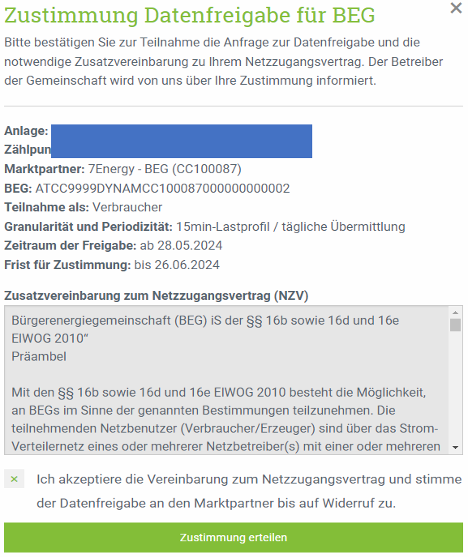 Zustimmung Datenfreigabe für BEG
Bitte bestätigen Sie zur Teilnahme die Anfrage zur Datenfreigabe und die
notwendige Zusatzvereinbarung zu Ihrem Netzzugangsvertrag. Der Betreiber
der Gemeinschaft wird von uns über Ihre Zustimmung informiert.
Anlage:
Zählpun
Marktpartner: 7Energy - BEG (CC100087)
BEG: ATCC9999DYNAMCC100087000000000002
Teilnahme als: Verbraucher
Granularität und Periodizität: 15min-Lastprofil / tägliche Übermittlung
Zeitraum der Freigabe: ab 28.05.2024
Frist für Zustimmung: bis 26.06.2024
Zusatzvereinbarung zum Netzzugangsvertrag (NZV)
Bürgerenergiegemeinschaft (BEG) iS der §§ 16b sowie 16d und 16e
EIWOG 2010“
Präambel
Mit den §§ 16b sowie 16d und 16e EIWOG 2010 besteht die Möglichkeit,
an BEGs im Sinne der genannten Bestimmungen teilzunehmen. Die
teilnehmenden Netzbenutzer (Verbraucher/Erzeuger) sind über das Strom-
Verteilernetz eines oder mehrerer Netzbetreiber(s) mit einer oder mehreren
Ich akzeptiere die Vereinbarung zum Netzzugangsvertrag und stimme
der Datenfreigabe an den Marktpartner bis auf Widerruf zu.
Zustimmung erteilen